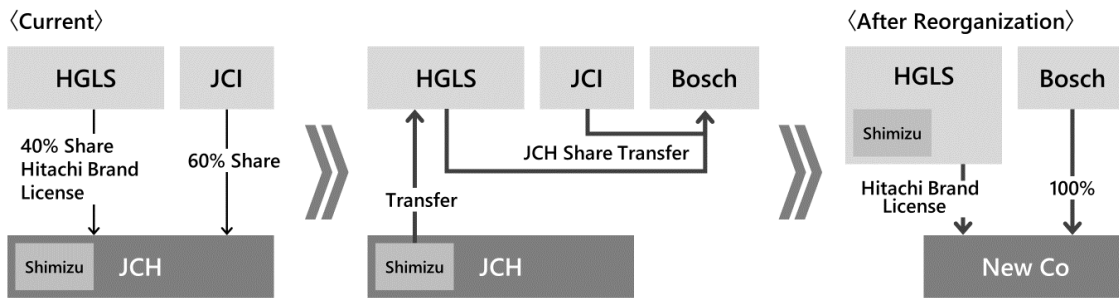 〈Current〉
HGLS
JCI
40% Share
Hitachi Brand
License
60% Share
Shimizu
JCH
HGLS
JCI
Bosch
JCH Share Transfer
Transfer
Shimizu
JCH
〈After Reorganization〉
HGLS
Bosch
Shimizu
Hitachi Brand
License
100%
New Co